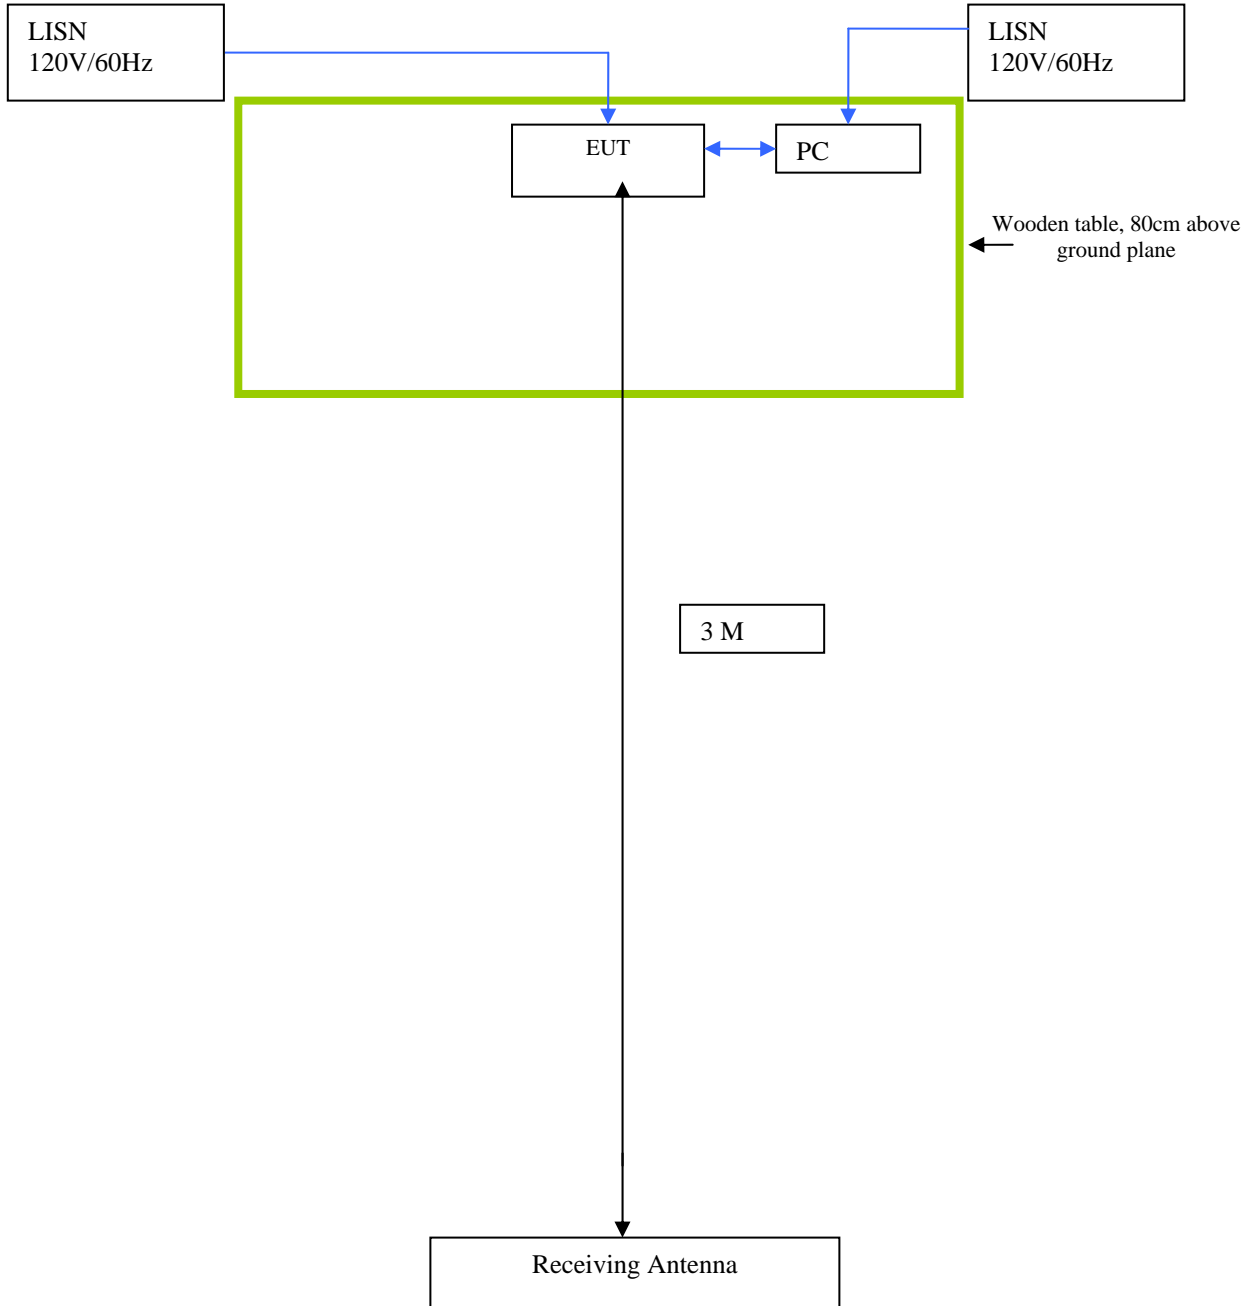 LISN
120V/60Hz
LISN
120V/60Hz
EUT
PC
Wooden table, 80cm above
ground plane
3 M
Receiving Antenna